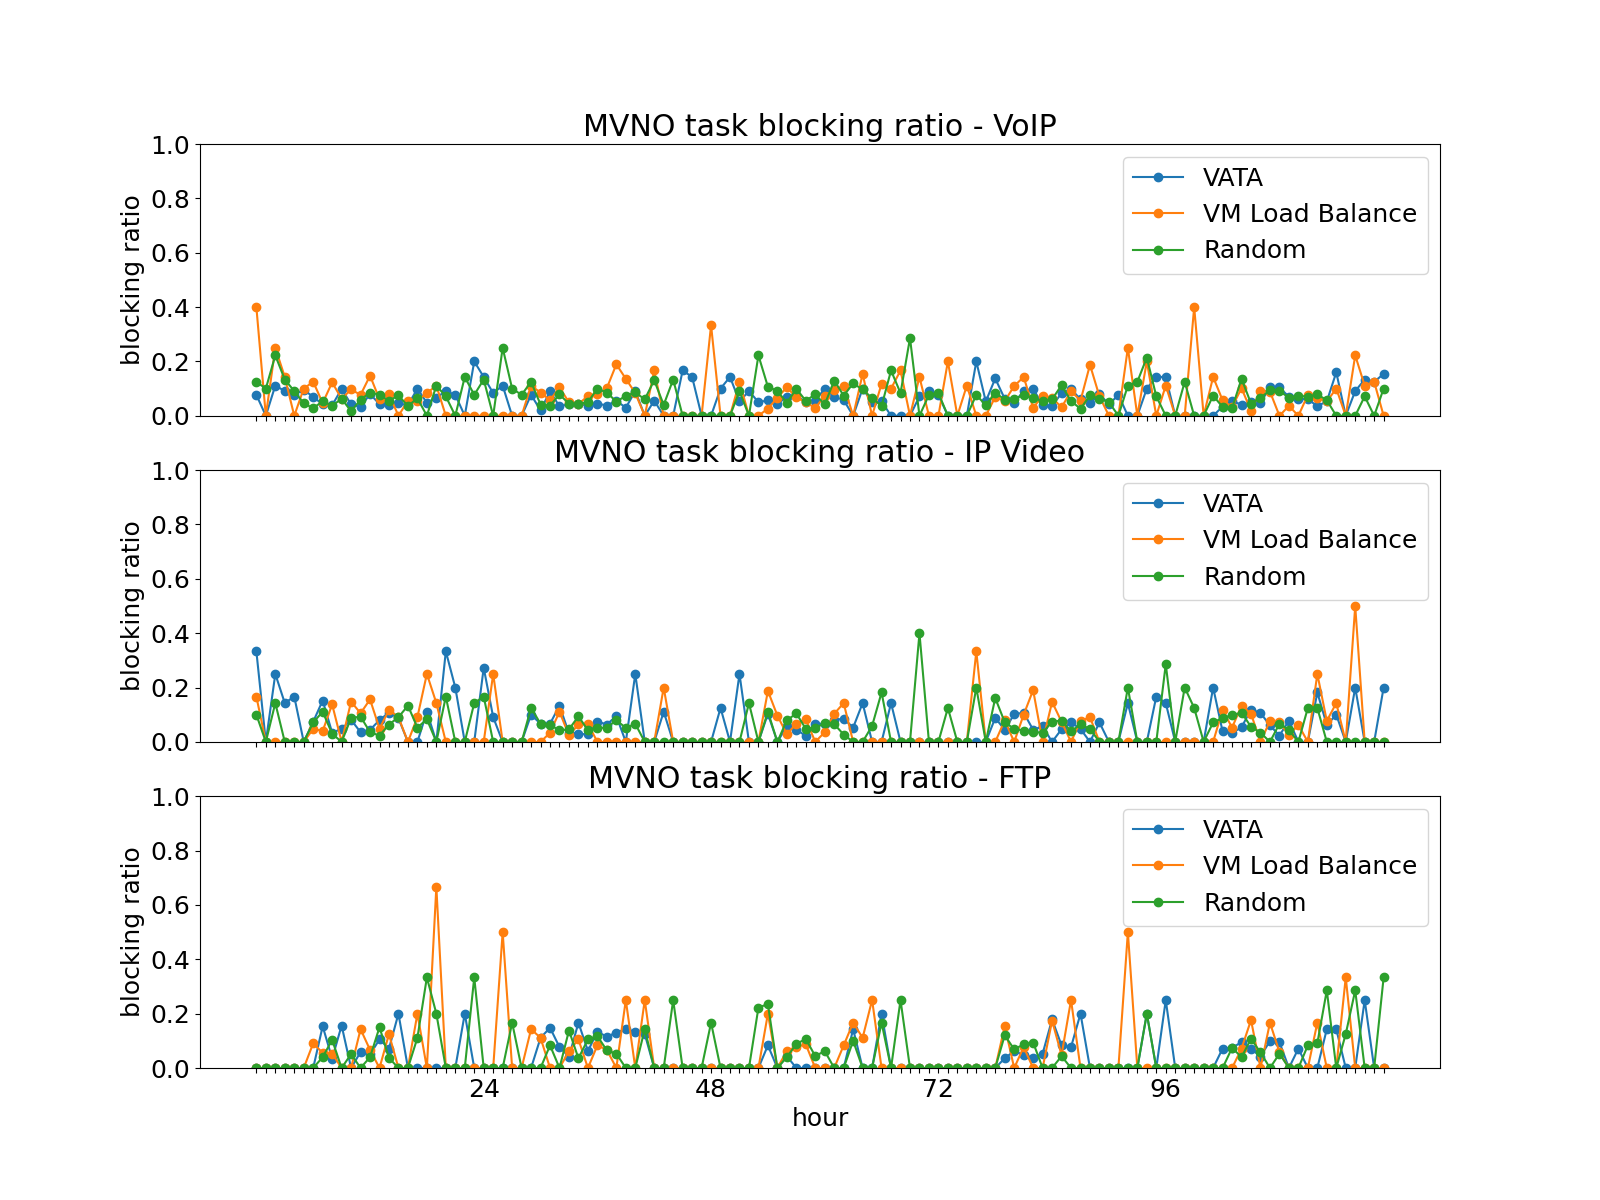 MVNO task blocking ratio - VoIP
1.0
0.8
0.6
0.4
0.2
0.0
blocking ratio
VATA
VM Load Balance
Random
MVNO task blocking ratio - IP Video
1.0
0.8
0.6
0.4
0.2
0.0
blocking ratio
VATA
VM Load Balance
Random
MVNO task blocking ratio - FTP
1.0
0.8
0.6
0.4
0.2
0.0
blocking ratio
VATA
VM Load Balance
Random
24 48 72 96
hour